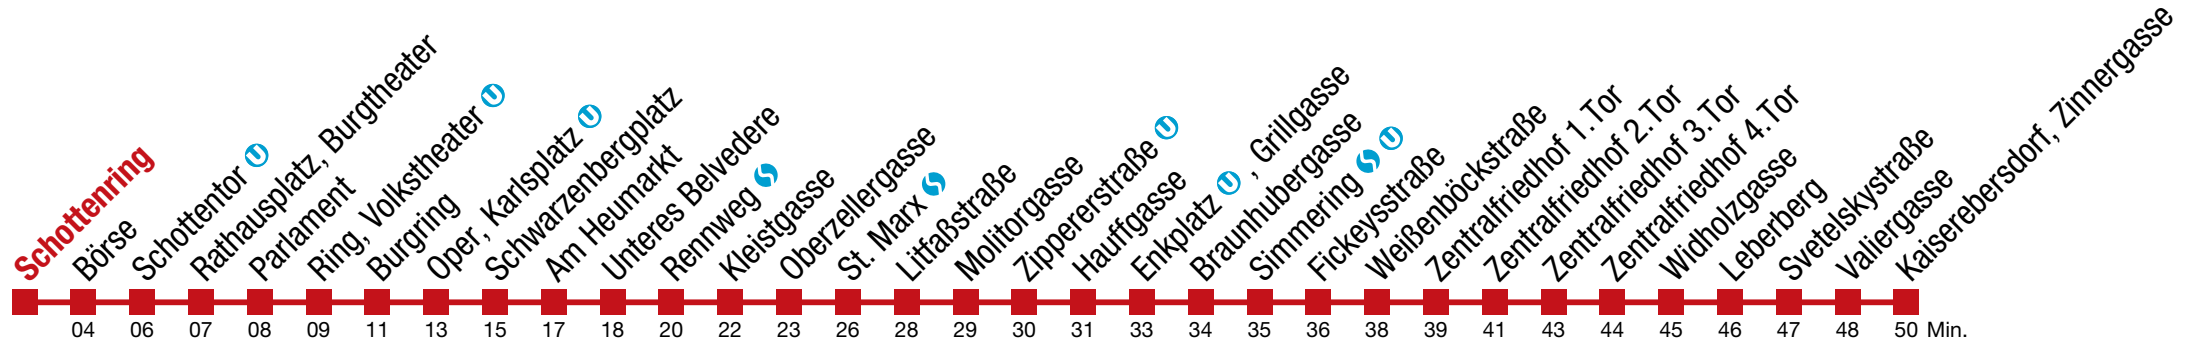 Schottenring
Börse
Schottentor U
Rathausplatz, Burgtheater
Parlament
Ring, Volkstheater U
Burgring
Oper, Karlsplatz U
Schwarzenbergplatz
Am Heumarkt
Unteres Belvedere
Rennweg
Kleistgasse
Oberzellergasse
St. Marx
Litfaßstraße
Molitorgasse
Zippererstraße U
Hauffgasse
Enkplatz U, Grillgasse
Braunhubergasse
Simmering U
Fickeysstraße
Weißenböckstraße
Zentralfriedhof 1.Tor
Zentralfriedhof 2.Tor
Zentralfriedhof 3.Tor
Zentralfriedhof 4.Tor
Widholzgasse
Leberberg
Svetelskystraße
Valiergasse
Kaiserebersdorf, Zinnergasse
04 06 07 08 09 11 13 15 17 18 20 22 23 26 28 29 30 31 33 34 35 36 38 39 41 43 44 45 46 47 48 50 Min.